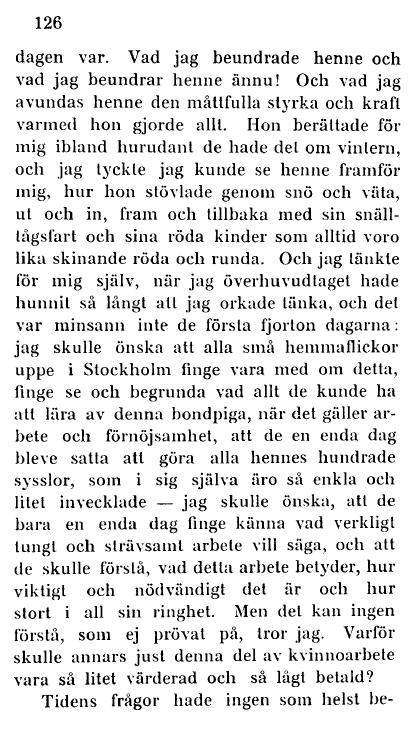 126
dagen var. Vad jag beundrade henne och
vad jag beundrar henne ännu! Och vad jag
avundas henne den måttfulla styrka och kraft
varmed hon gjorde allt. Hon berättade för
mig ibland hurudant de hade det om vintern,
och jag tyckte jag kunde se henne framför
mig, hur hon stövlade genom snö och väta,
ut och in, fram och tillbaka med sin snäll-
tågsfart och sina röda kinder som alltid voro
lika skinande röda och runda. Och jag tänkte
för mig själv, när jag överhuvudtaget hade
hunnit så långt att jag orkade tänka, och det
var minsann inte de första fjorton dagarna:
jag skulle önska att alla små hemmaflickor
uppe i Stockholm finge vara med om detta,
finge se och begrunda vad allt de kunde ha
att lära av denna bondpiga, när det gäller ar-
bete och förnöjsamhet, att de en enda dag
bleve satta att göra alla hennes hundrade
sysslor, som i sig själva äro så enkla och
litet invecklade — jag skulle önska, att de
bara en enda dag finge känna vad verkligt
tungt och strävsamt arbete vill säga, och att
de skulle förstå, vad detta arbete betyder, hur
viktigt och nödvändigt det är och hur
stort i all sin ringhet. Men det kan ingen
förstå, som ej prövat på, tror jag. Varför
skulle annars just denna del av kvinnoarbete
vara så litet värderad och så lågt betald?
Tidens frågor hade ingen som helst be-